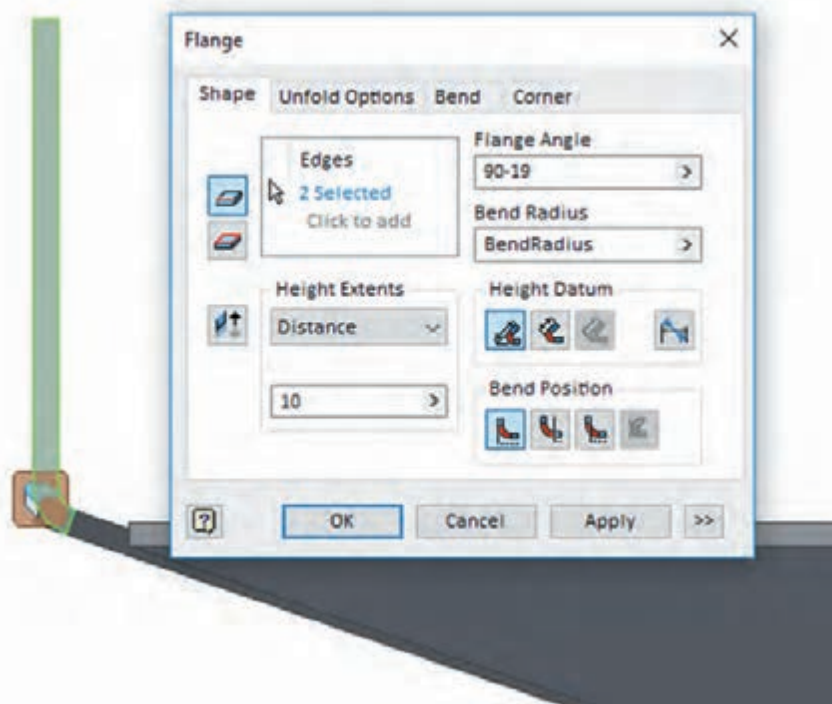 Flange
Shape Unfold Options Bend Corner
Edges
2 Selected
Click to add
Flange Angle
90-19
Bend Radius
BendRadius
Height Extents
Distance
10
Height Datum
Bend Position
?
OK Cancel Apply >>